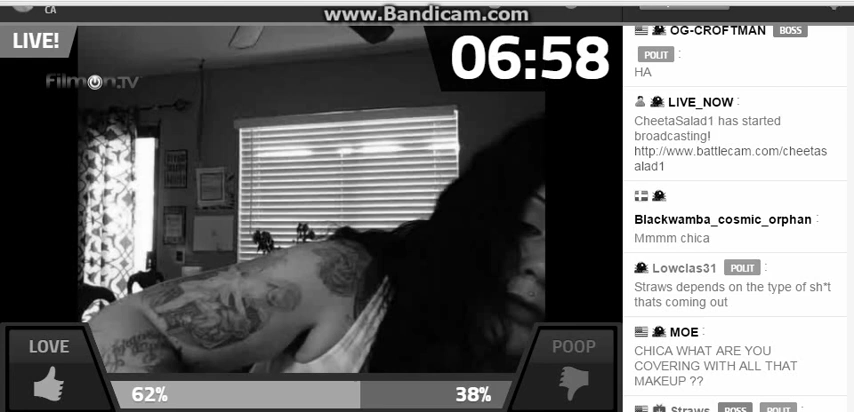 www.Bandicam.com
CA
LIVE!
FilmOn.TV
06:58
LOVE
POOP
62%
38%
OG-CROFTMAN BOSS
POLIT :
HA
LIVE_NOW :
CheetaSalad1 has started
broadcasting!
http://www.battlecam.com/cheetas
alad1
Blackwamba_cosmic_orphan :
Mmmm chica
Lowclas31 POLIT :
Straws depends on the type of sh*t
thats coming out
MOE :
CHICA WHAT ARE YOU
COVERING WITH ALL THAT
MAKEUP ??
Straws BOSS POLIT :